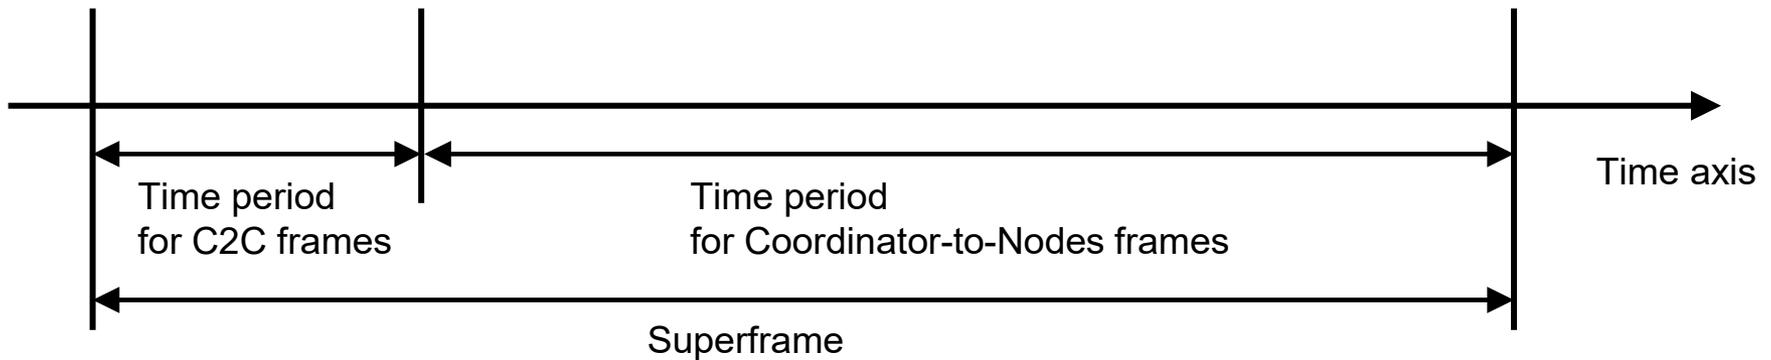 Time period
for C2C frames
Time period
for Coordinator-to-Nodes frames
Time axis
Superframe